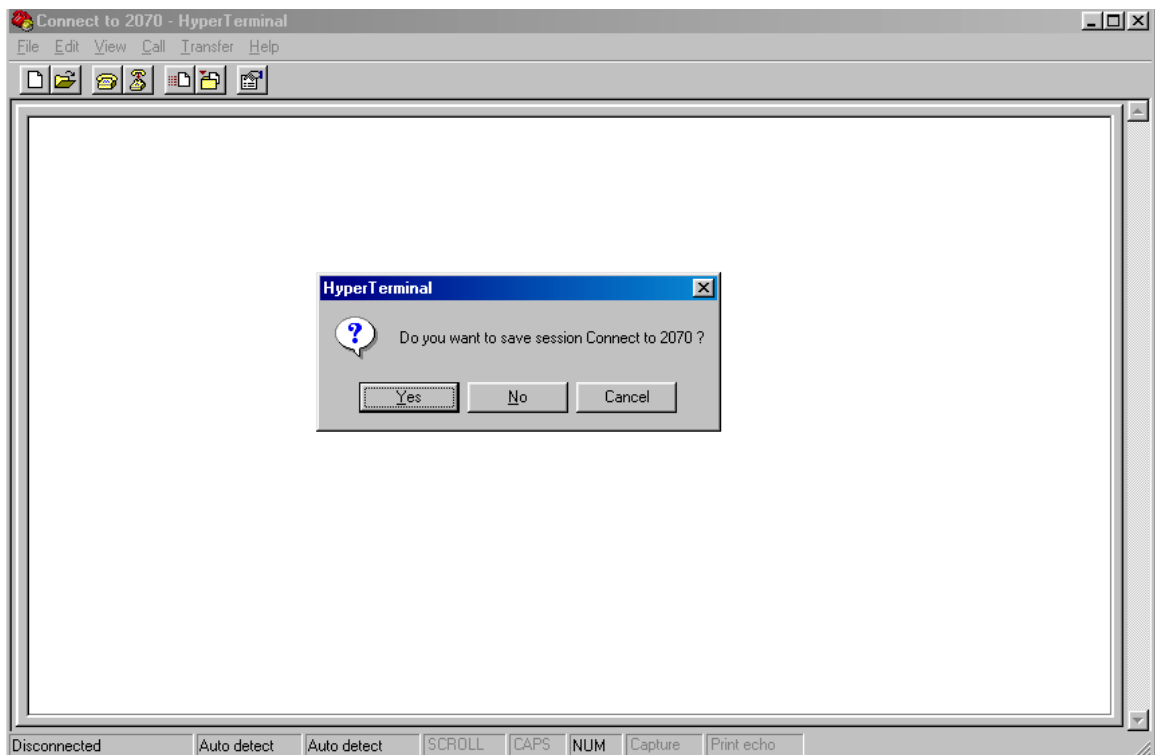 Connect to 2070 - HyperTerminal
File Edit View Call Transfer Help
HyperTerminal
Do you want to save session Connect to 2070 ?
Yes No Cancel
Disconnected Auto detect Auto detect SCROLL CAPS NUM Capture Print echo